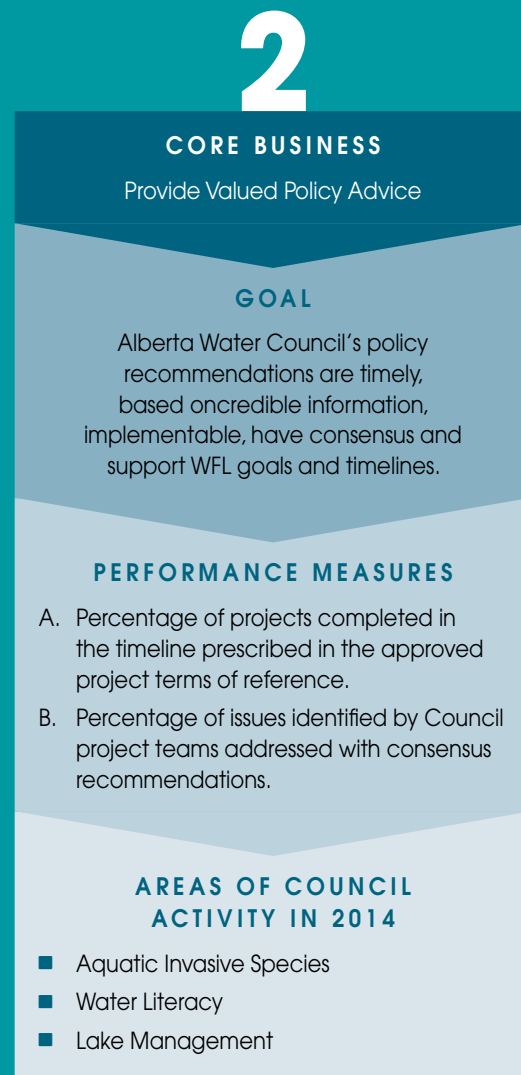 2
CORE BUSINESS
Provide Valued Policy Advice
GOAL
Alberta Water Council's policy
recommendations are timely,
based oncredible information,
implementable, have consensus and
support WFL goals and timelines.
PERFORMANCE MEASURES
A. Percentage of projects completed in
the timeline prescribed in the approved
project terms of reference.
B. Percentage of issues identified by Council
project teams addressed with consensus
recommendations.
AREAS OF COUNCIL
ACTIVITY IN 2014
■ Aquatic Invasive Species
■ Water Literacy
■ Lake Management